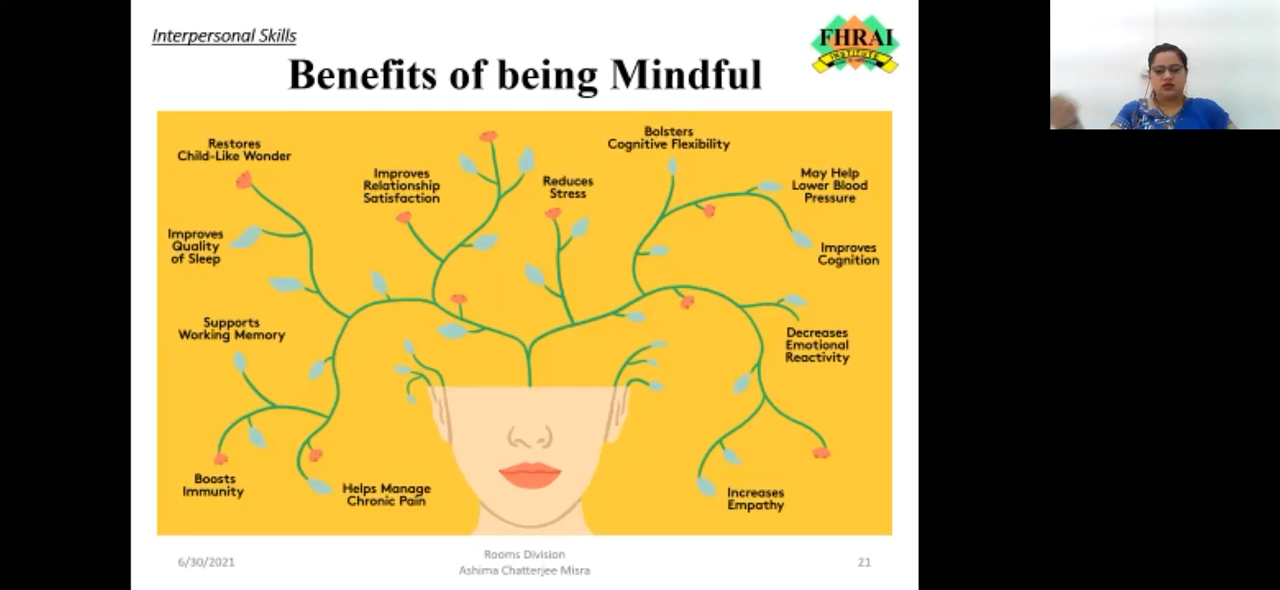 Interpersonal Skills
FHRAI
Benefits of being Mindful
Restores
Child-Like Wonder
Improves
Relationship
Satisfaction
Reduces
Stress
Bolsters
Cognitive Flexibility
May Help
Lower Blood
Pressure
Improves
Quality
of Sleep
Improves
Cognition
Supports
Working Memory
Decreases
Emotional
Reactivity
Boosts
Immunity
Helps Manage
Chronic Pain
Increases
Empathy
6/30/2021
Rooms Division
Ashima Chatterjee Misra
21